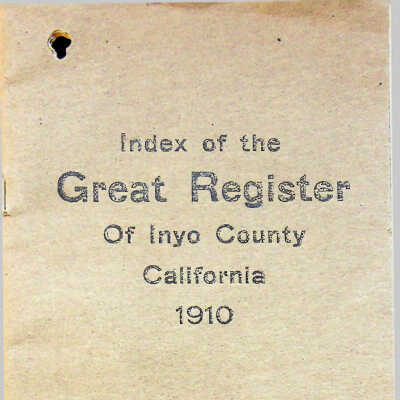 Index of the
Great Register
Of Inyo County
California
1910